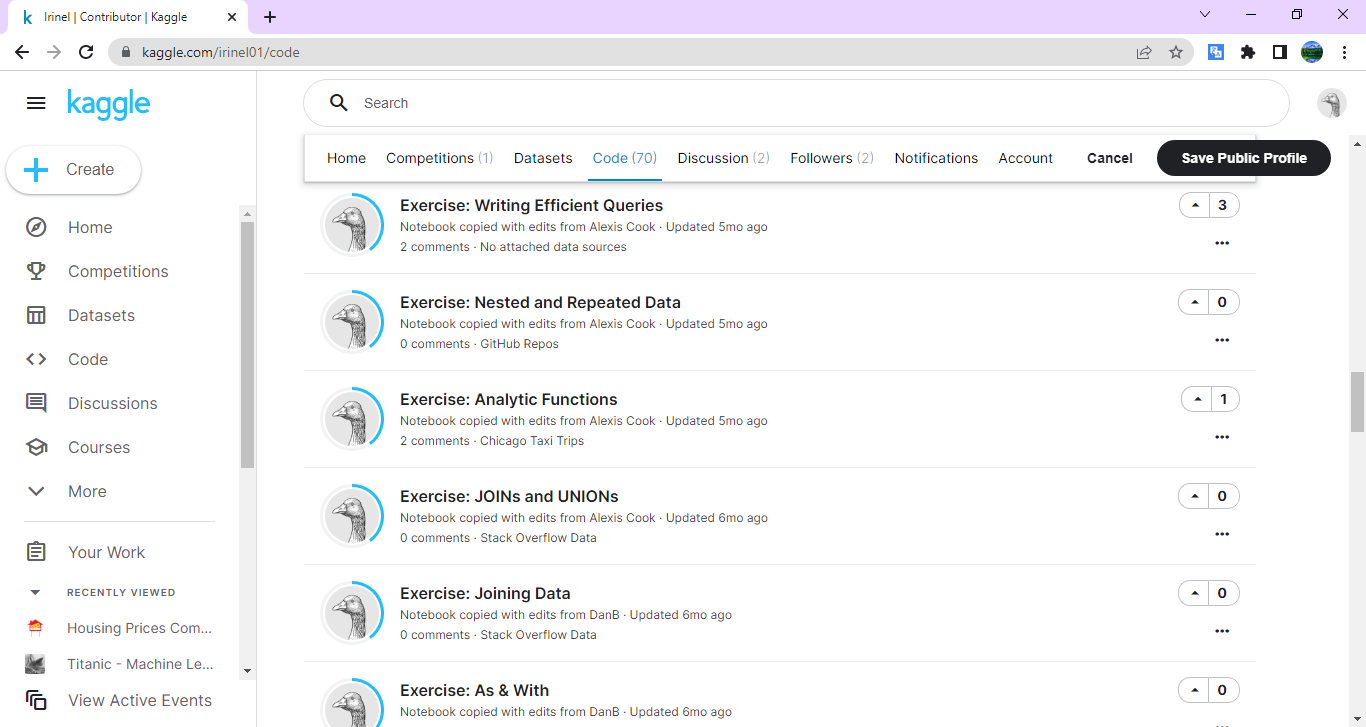 Irinel | Contributor | Kaggle
kaggle.com/irinel01/code
kaggle
Search
Create
Home
Competitions
Datasets
Code
Discussions
Courses
More
Your Work
RECENTLY VIEWED
Housing Prices Com...
Titanic - Machine Le...
View Active Events
Home Competitions (1) Datasets Code (70) Discussion (2) Followers (2) Notifications Account Cancel Save Public Profile
Exercise: Writing Efficient Queries
Notebook copied with edits from Alexis Cook · Updated 5mo ago
2 comments · No attached data sources
3
Exercise: Nested and Repeated Data
Notebook copied with edits from Alexis Cook · Updated 5mo ago
0 comments · GitHub Repos
0
Exercise: Analytic Functions
Notebook copied with edits from Alexis Cook · Updated 5mo ago
2 comments · Chicago Taxi Trips
1
Exercise: JOINs and UNIONs
Notebook copied with edits from Alexis Cook · Updated 6mo ago
0 comments · Stack Overflow Data
0
Exercise: Joining Data
Notebook copied with edits from DanB · Updated 6mo ago
0 comments · Stack Overflow Data
0
Exercise: As & With
Notebook copied with edits from DanB · Updated 6mo ago
0